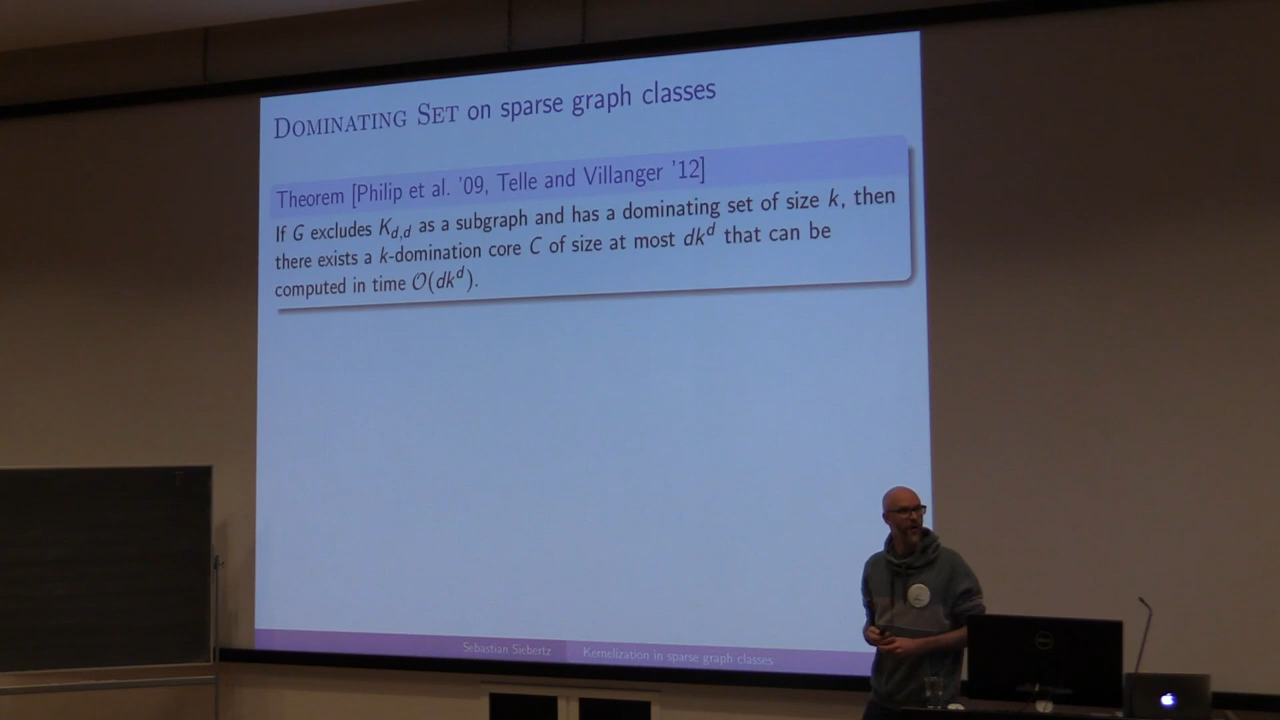 DOMINATING SET on sparse graph classes
Theorem [Philip et al. '09, Telle and Villanger '12]
If G excludes K_{d,d} as a subgraph and has a dominating set of size k, then
there exists a k-domination core C of size at most dk^d that can be
computed in time O(dk^d).
Sebastian Siebertz Kernelization in sparse graph classes
DELL